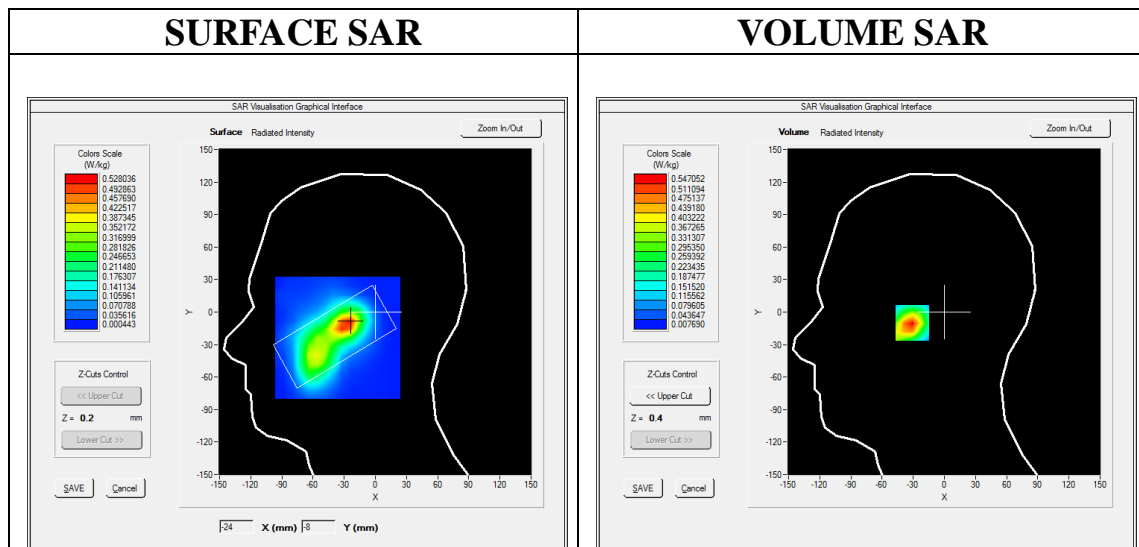 SURFACE SAR
VOLUME SAR
SAR Visualisation Graphical Interface
Surface Radiated Intensity
Zoom In/Out
Colors Scale
(W/kg)
0.528036
0.492863
0.457690
0.422517
0.387345
0.352172
0.316999
0.281826
0.246653
0.211480
0.176307
0.141134
0.105961
0.070788
0.035616
0.000443
Z-Cuts Control
<< Upper Cut
Z = 0.2 mm
Lower Cut >>
SAVE Cancel
150
120
90
60
30
0
-30
-60
-90
-120
-150
Y
-150 -120 -90 -60 -30 0 30 60 90 120 150
X
-24 X (mm) -8 Y (mm)
SAR Visualisation Graphical Interface
Volume Radiated Intensity
Zoom In/Out
Colors Scale
(W/kg)
0.547052
0.511094
0.475137
0.439180
0.403222
0.367265
0.331307
0.295350
0.259392
0.223435
0.187477
0.151520
0.115562
0.079605
0.043647
0.007690
Z-Cuts Control
<< Upper Cut
Z = 0.4 mm
Lower Cut >>
SAVE Cancel
150
120
90
60
30
0
-30
-60
-90
-120
-150
Y
-150 -120 -90 -60 -30 0 30 60 90 120 150
X